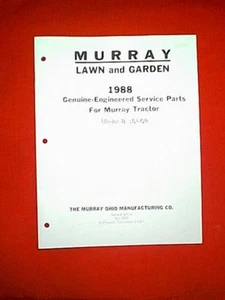 MURRAY
LAWN and GARDEN
1988
Genuine-Engineered Service Parts
For Murray Tractor
THE MURRAY OHIO MANUFACTURING CO.